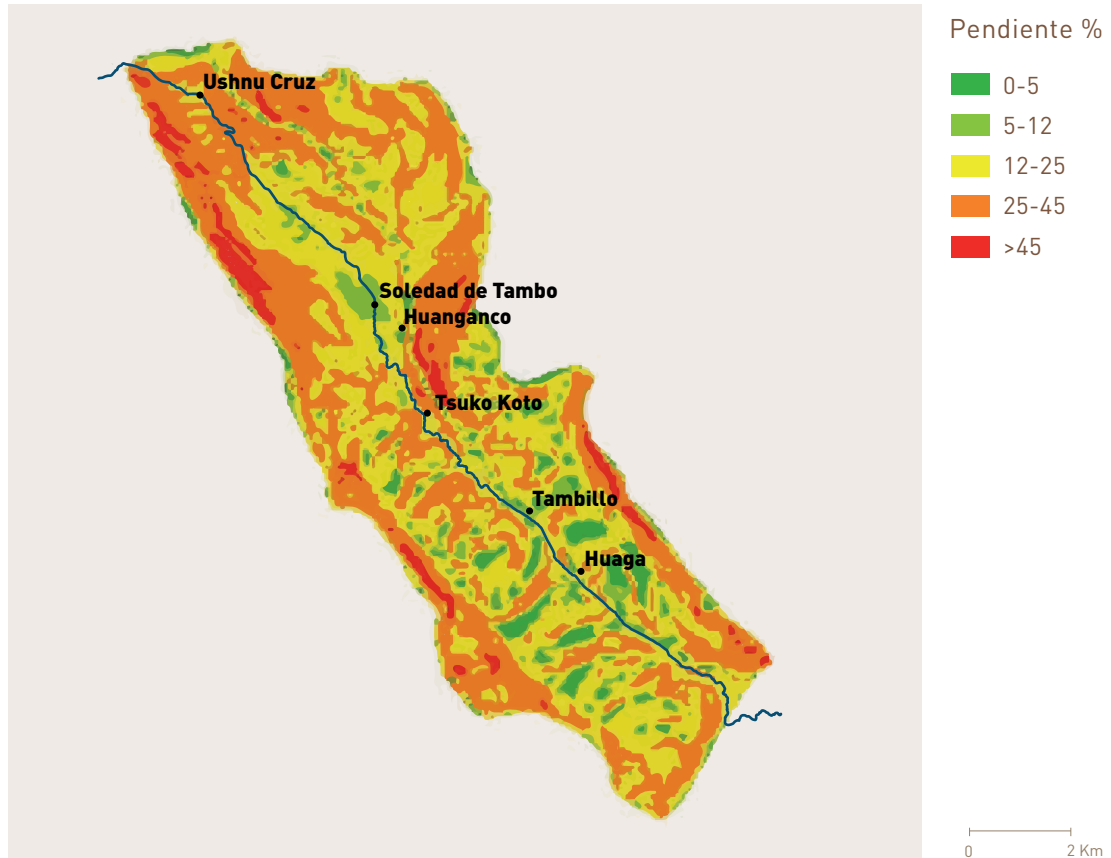 Pendiente %
0-5
5-12
12-25
25-45
>45
Ushnu Cruz
Soledad de Tambo
Huanganco
Tsuko Koto
Tambillo
Huaga
0 2 Km